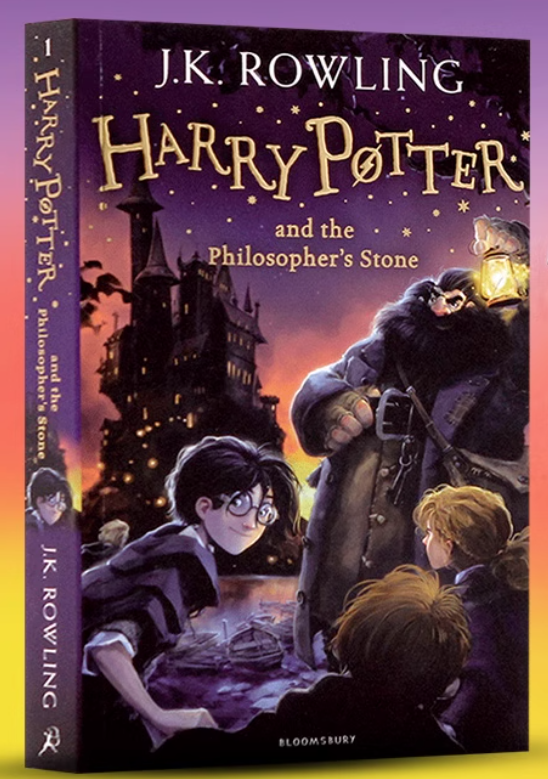 J.K. ROWLING
HARRY POTTER
and the
Philosopher's Stone
BLOOMSBURY
1
HARRY POTTER
and the
Philosopher's Stone
J.K. ROWLING